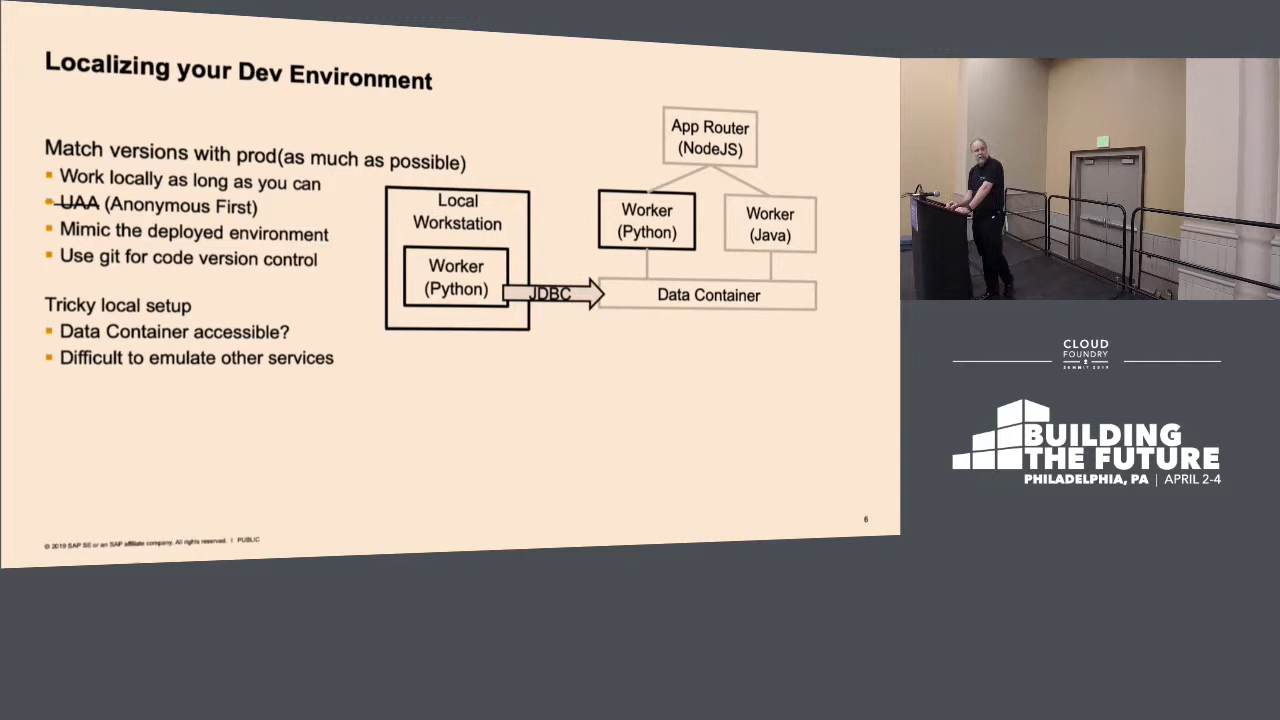 Localizing your Dev Environment
Match versions with prod(as much as possible)
Work locally as long as you can
UAA (Anonymous First)
Mimic the deployed environment
Use git for code version control
Tricky local setup
Data Container accessible?
Difficult to emulate other services
Local
Workstation
Worker
(Python)
JDBC
App Router
(NodeJS)
Worker
(Python)
Worker
(Java)
Data Container
6
© 2019 SAP SE or an SAP affiliate company. All rights reserved. | PUBLIC
CLOUD
FOUNDRY
SUMMIT 2019
BUILDING
THE FUTURE
PHILADELPHIA, PA | APRIL 2-4